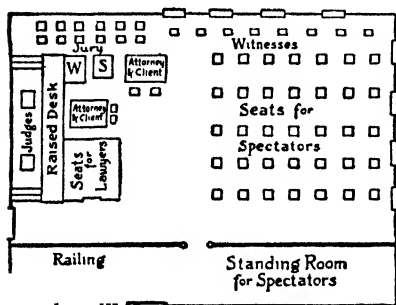 Jury
Witnesses
W
S
Attorney
& Client
Attorney
& Client
Judges
Raised Desk
Seats
for
Lawyers
Seats for
Spectators
Railing
Standing Room
for Spectators